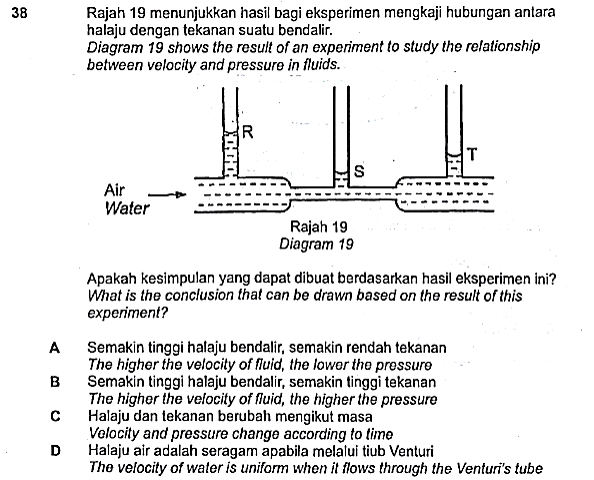 38 Rajah 19 menunjukkan hasil bagi eksperimen mengkaji hubungan antara
halaju dengan tekanan suatu bendalir.
Diagram 19 shows the result of an experiment to study the relationship
between velocity and pressure in fluids.
R
S
T
Air
Water
Rajah 19
Diagram 19
Apakah kesimpulan yang dapat dibuat berdasarkan hasil eksperimen ini?
What is the conclusion that can be drawn based on the result of this
experiment?
A Semakin tinggi halaju bendalir, semakin rendah tekanan
The higher the velocity of fluid, the lower the pressure
B Semakin tinggi halaju bendalir, semakin tinggi tekanan
The higher the velocity of fluid, the higher the pressure
C Halaju dan tekanan berubah mengikut masa
Velocity and pressure change according to time
D Halaju air adalah seragam apabila melalui tiub Venturi
The velocity of water is uniform when it flows through the Venturi's tube